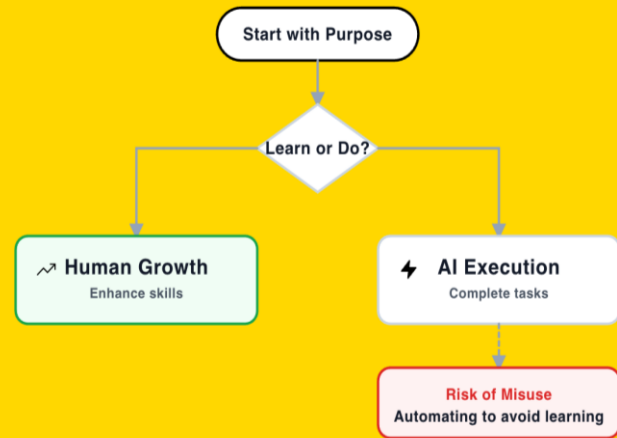 Start with Purpose
Learn or Do?
Human Growth
Enhance skills
AI Execution
Complete tasks
Risk of Misuse
Automating to avoid learning